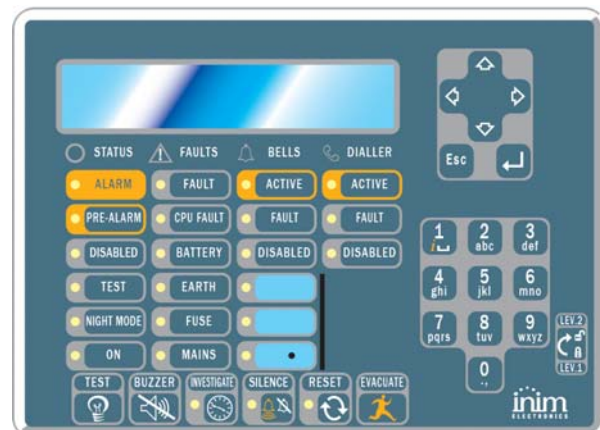 STATUS FAULTS BELLS DIALLER
ALARM FAULT ACTIVE ACTIVE
PRE-ALARM CPU FAULT FAULT FAULT
DISABLED BATTERY DISABLED DISABLED
TEST EARTH
NIGHT MODE FUSE
ON MAINS
TEST BUZZER INVESTIGATE SILENCE RESET EVACUATE
Esc
1 2 3
i abc def
4 5 6
ghi jkl mno
7 8 9
pqrs tuv wxyz
0
.,
LEV.2
LEV.1
inim
ELECTRONICS